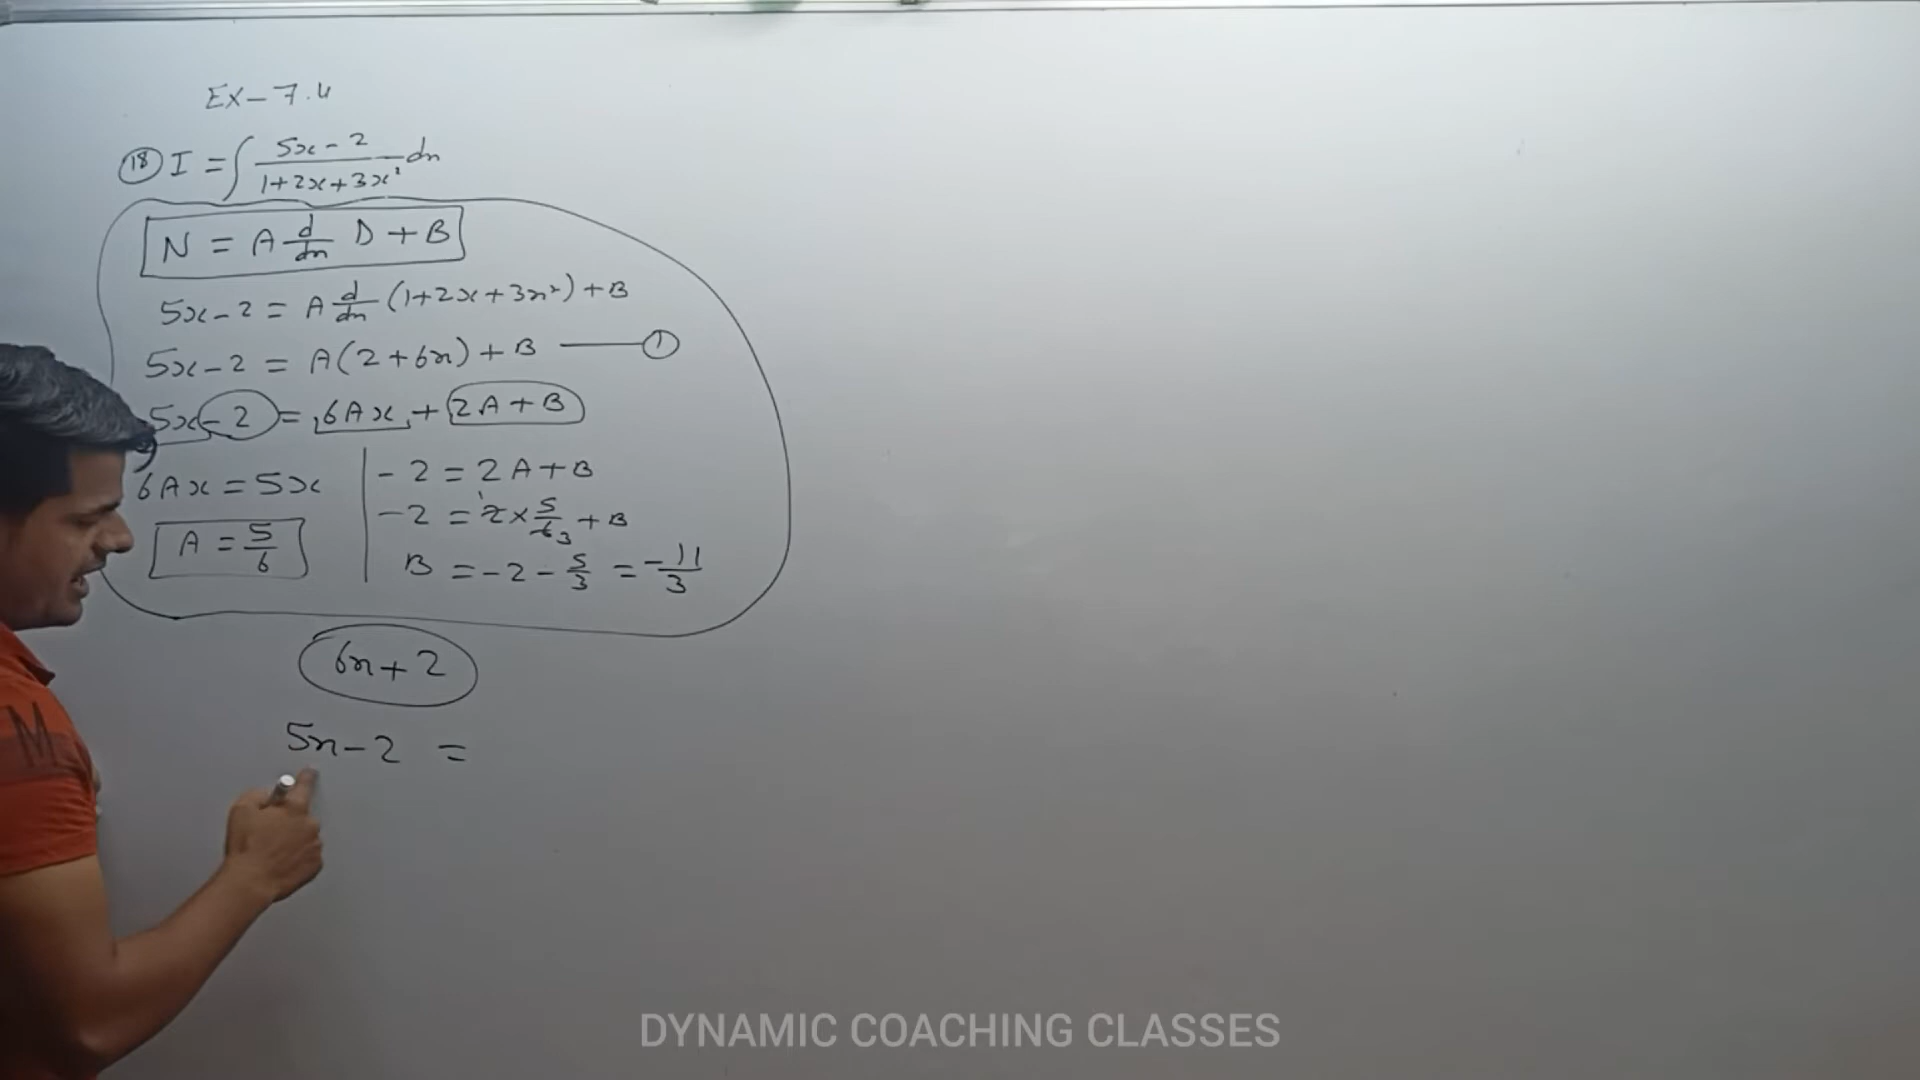 EX-7.4
(18) I = ∫ (5x-2)/(1+2x+3x²) dx
N = A d/dx D + B
5x-2 = A d/dx (1+2x+3x²) + B
5x-2 = A(2+6x) + B —— (1)
5x-2 = 6Ax + 2A+B
6Ax = 5x
A = 5/6
-2 = 2A+B
-2 = 2 × 5/6 3 + B
B = -2 - 5/3 = -11/3
6x+2
5x-2 =
M
DYNAMIC COACHING CLASSES